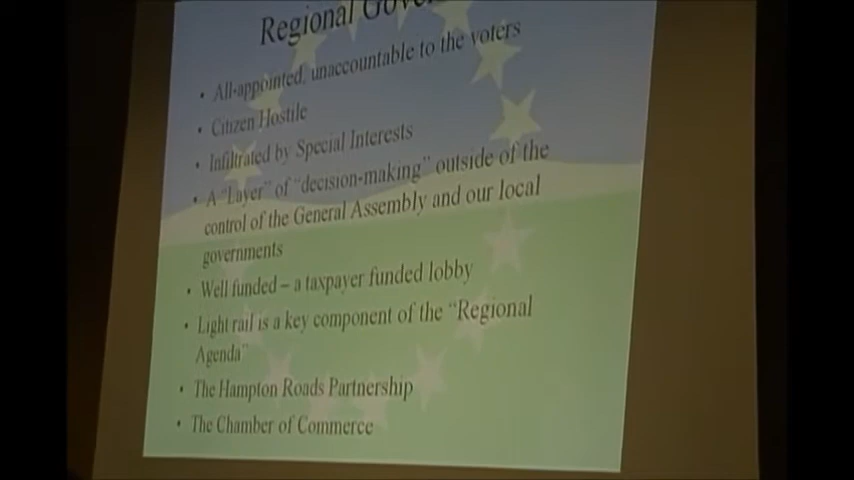 Regional
• All-appointed, unaccountable to the voters
• Citizen Hostile
• Infiltrated by Special Interests
• A "Layer" of "decision-making" outside of the
control of the General Assembly and our local
governments
• Well funded – a taxpayer funded lobby
• Light rail is a key component of the "Regional
Agenda"
• The Hampton Roads Partnership
• The Chamber of Commerce